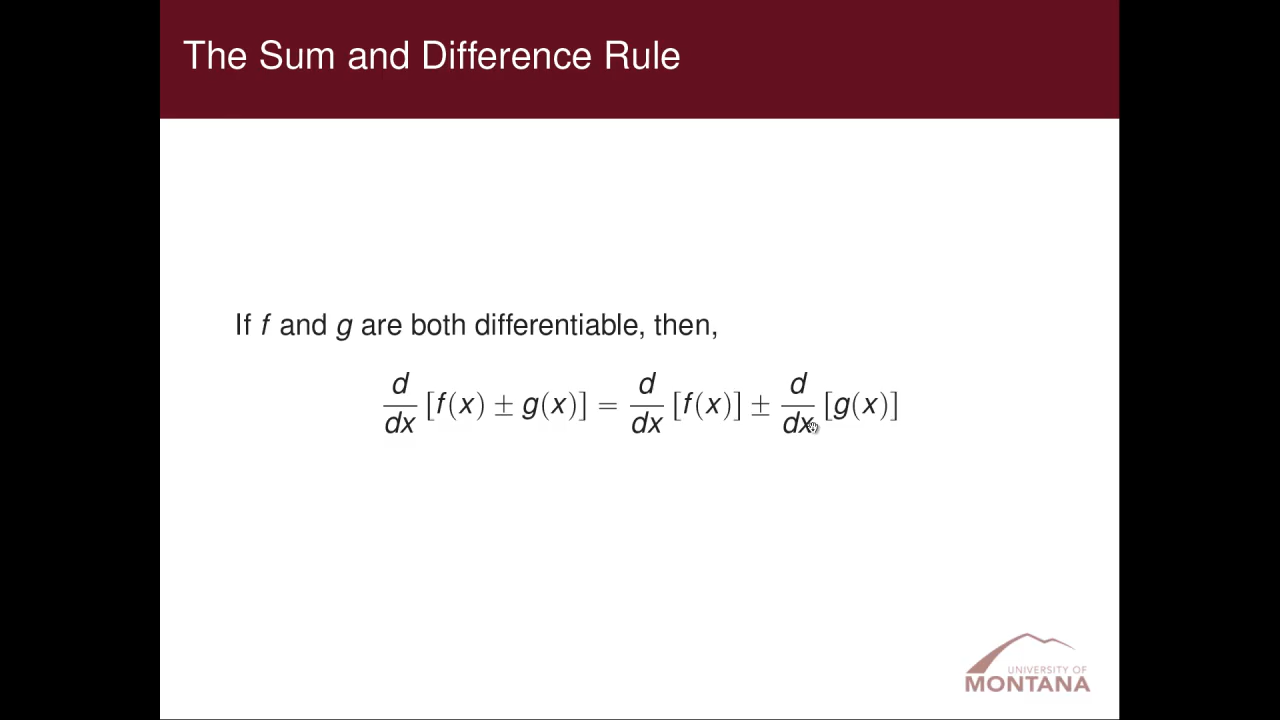 The Sum and Difference Rule
If f and g are both differentiable, then,
d/dx [f(x) ± g(x)] = d/dx [f(x)] ± d/dx [g(x)]
UNIVERSITY OF
MONTANA